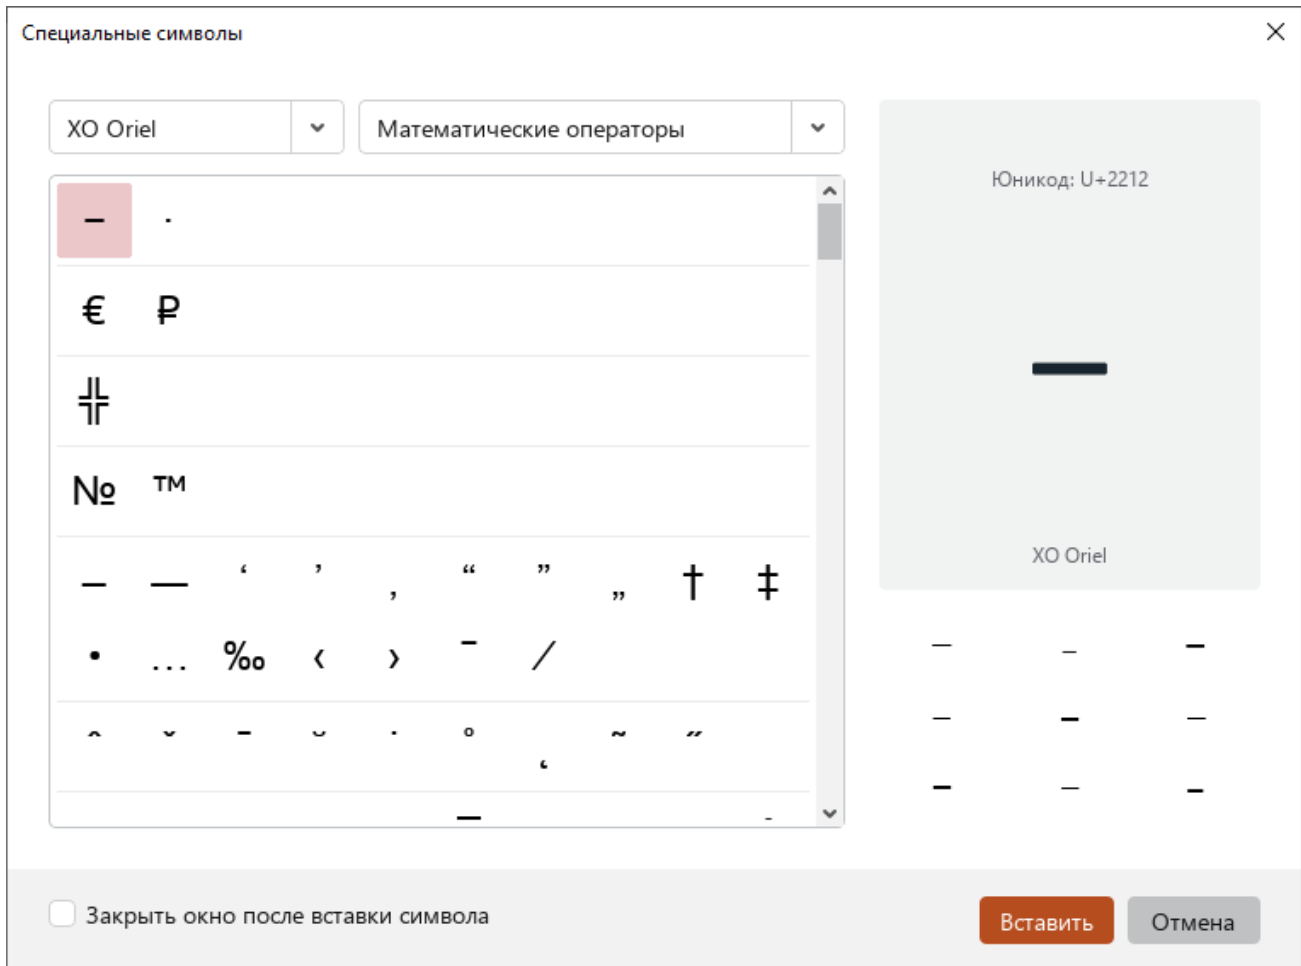 Специальные символы
XO Oriel
Математические операторы
Юникод: U+2212
− ∙
€ ₽
╬
№ ™
– — ‘ ’ ‚ “ ” „ † ‡
• … ‰ ‹ › ‾ ⁄
ˆ ˇ ˉ ˘ ˙ ˚ ˛ ˜ ˝
XO Oriel
Закрыть окно после вставки символа
Вставить
Отмена